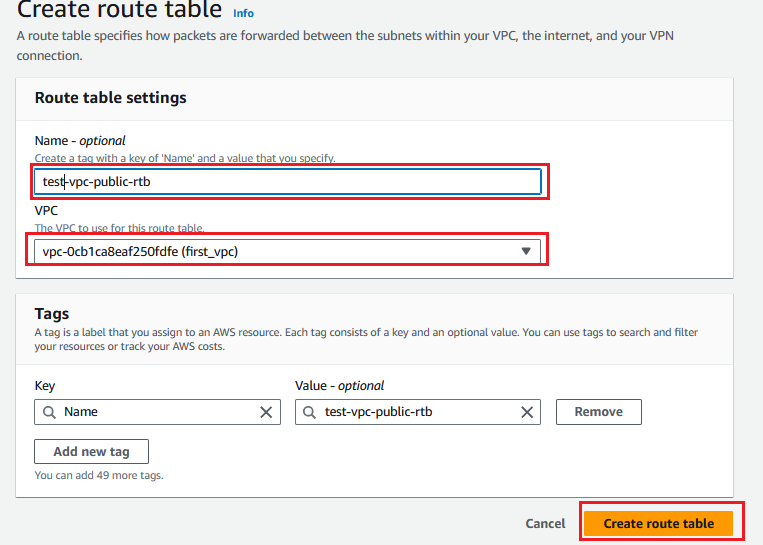 Create route table Info
A route table specifies how packets are forwarded between the subnets within your VPC, the internet, and your VPN
connection.
Route table settings
Name - optional
Create a tag with a key of 'Name' and a value that you specify.
test-vpc-public-rtb
VPC
The VPC to use for this route table.
vpc-0cb1ca8eaf250fdfe (first_vpc)
Tags
A tag is a label that you assign to an AWS resource. Each tag consists of a key and an optional value. You can use tags to search and filter
your resources or track your AWS costs.
Key Value - optional
Name test-vpc-public-rtb Remove
Add new tag
You can add 49 more tags.
Cancel Create route table